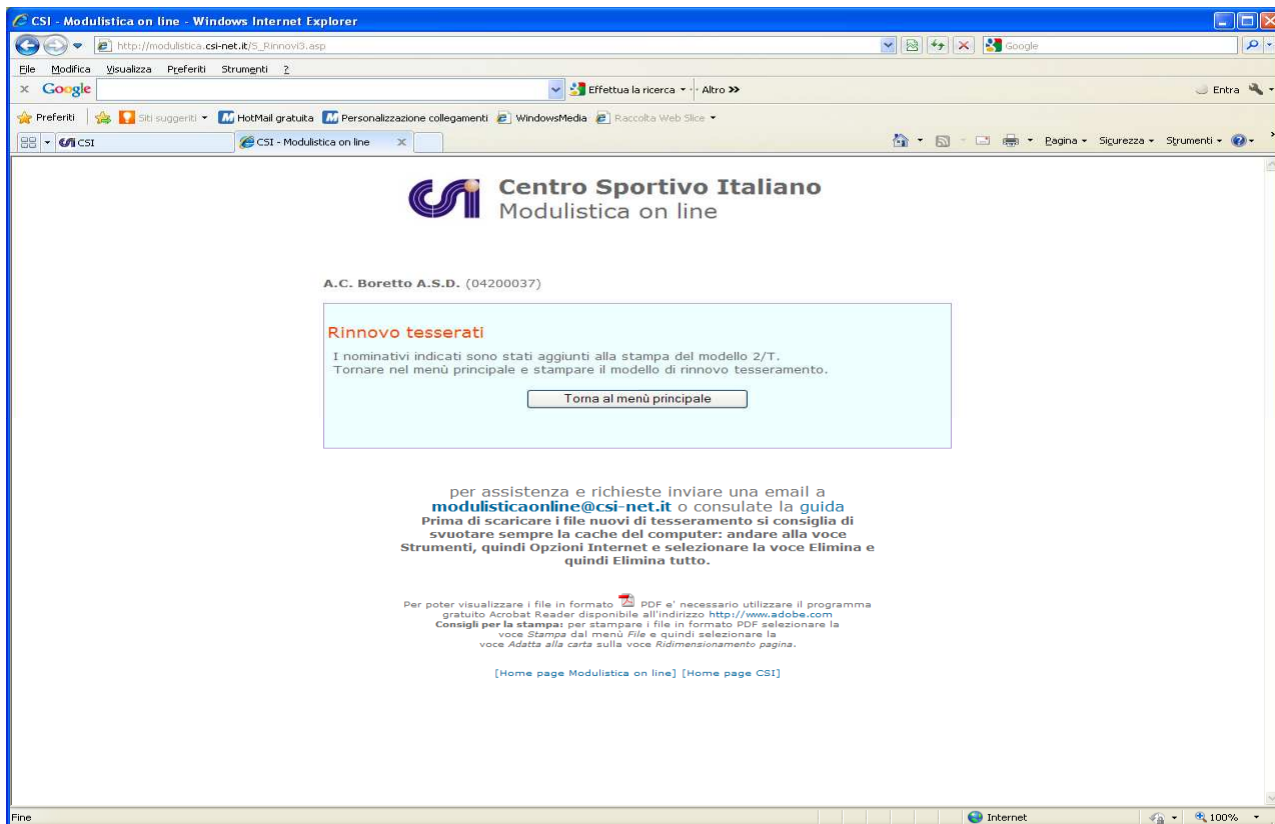 CSI - Modulistica on line - Windows Internet Explorer
http://modulistica.csi-net.it/S_Rinnovi3.asp
Google
File Modifica Visualizza Preferiti Strumenti ?
x Google Effettua la ricerca Altro >> Entra
Preferiti Siti suggeriti HotMail gratuita Personalizzazione collegamenti WindowsMedia Raccolta Web Slice
CSI CSI - Modulistica on line X Pagina Sicurezza Strumenti
CSI Centro Sportivo Italiano
Modulistica on line
A.C. Boretto A.S.D. (04200037)
Rinnovo tesserati
I nominativi indicati sono stati aggiunti alla stampa del modello 2/T.
Tornare nel menù principale e stampare il modello di rinnovo tesseramento.
Torna al menù principale
per assistenza e richieste inviare una email a
modulisticaonline@csi-net.it o consulate la guida
Prima di scaricare i file nuovi di tesseramento si consiglia di
svuotare sempre la cache del computer: andare alla voce
Strumenti, quindi Opzioni Internet e selezionare la voce Elimina e
quindi Elimina tutto.
Per poter visualizzare i file in formato PDF e' necessario utilizzare il programma
gratuito Acrobat Reader disponibile all'indirizzo http://www.adobe.com
Consigli per la stampa: per stampare i file in formato PDF selezionare la
voce Stampa dal menù File e quindi selezionare la
voce Adatta alla carta sulla voce Ridimensionamento pagina.
[Home page Modulistica on line] [Home page CSI]
Fine Internet 100%